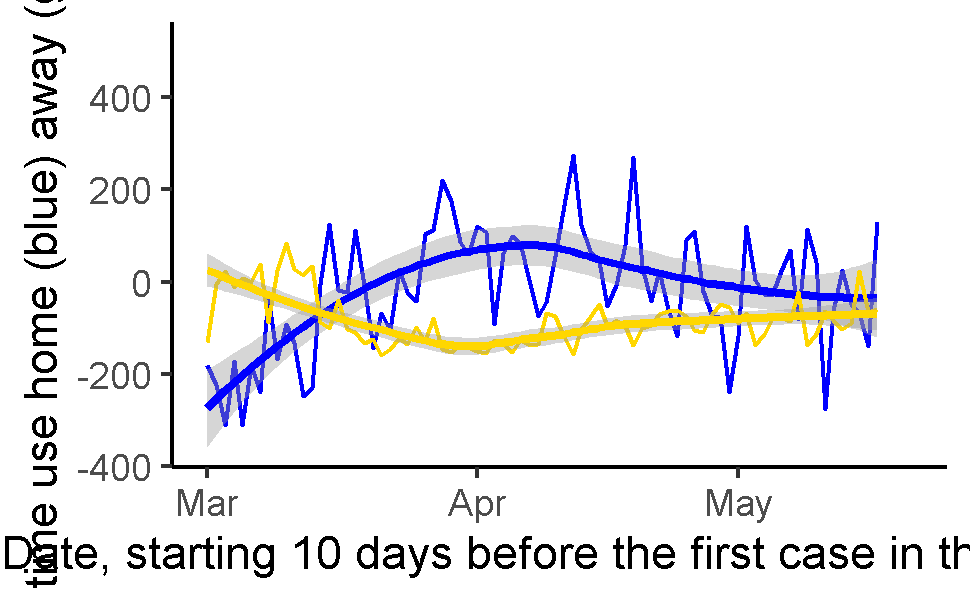 time use home (blue) away (
400
200
0
-200
-400
Mar Apr May
Date, starting 10 days before the first case in th